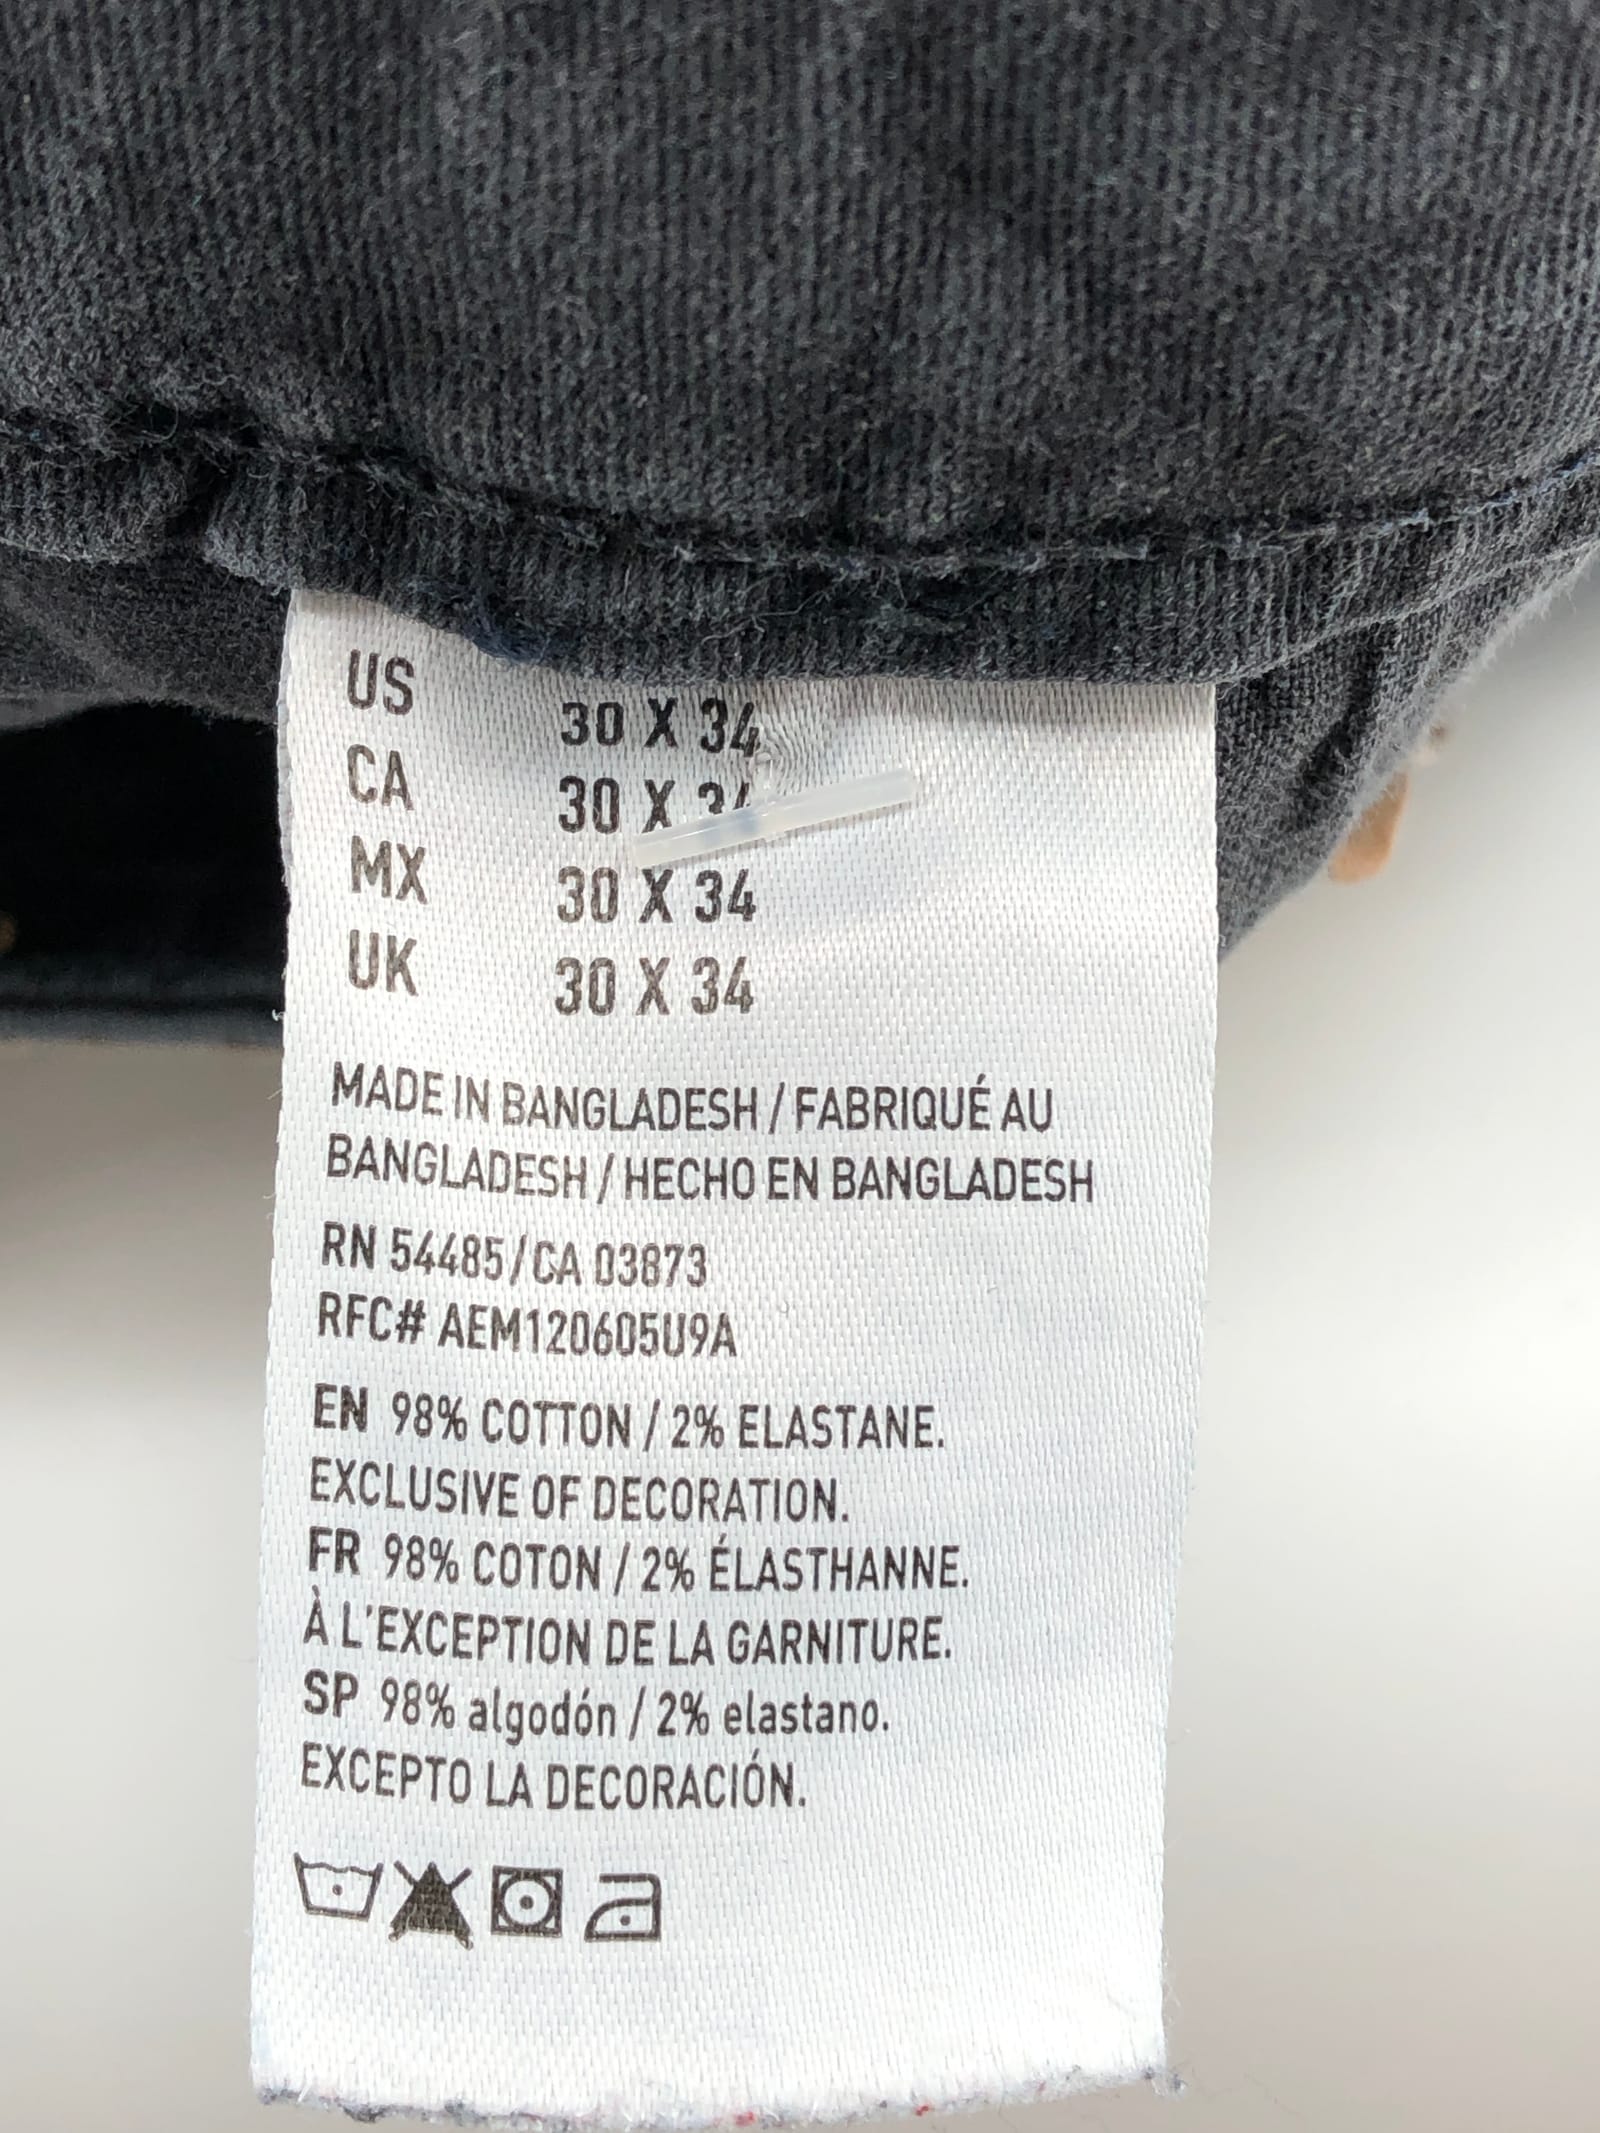 US 30 X 34
CA 30 X
MX 30 X 34
UK 30 X 34
MADE IN BANGLADESH / FABRIQUÉ AU
BANGLADESH / HECHO EN BANGLADESH
RN 54485/CA 03873
RFC# AEM120605U9A
EN 98% COTTON / 2% ELASTANE.
EXCLUSIVE OF DECORATION.
FR 98% COTON / 2% ÉLASTHANNE.
À L'EXCEPTION DE LA GARNITURE.
SP 98% algodón / 2% elastano.
EXCEPTO LA DECORACIÓN.